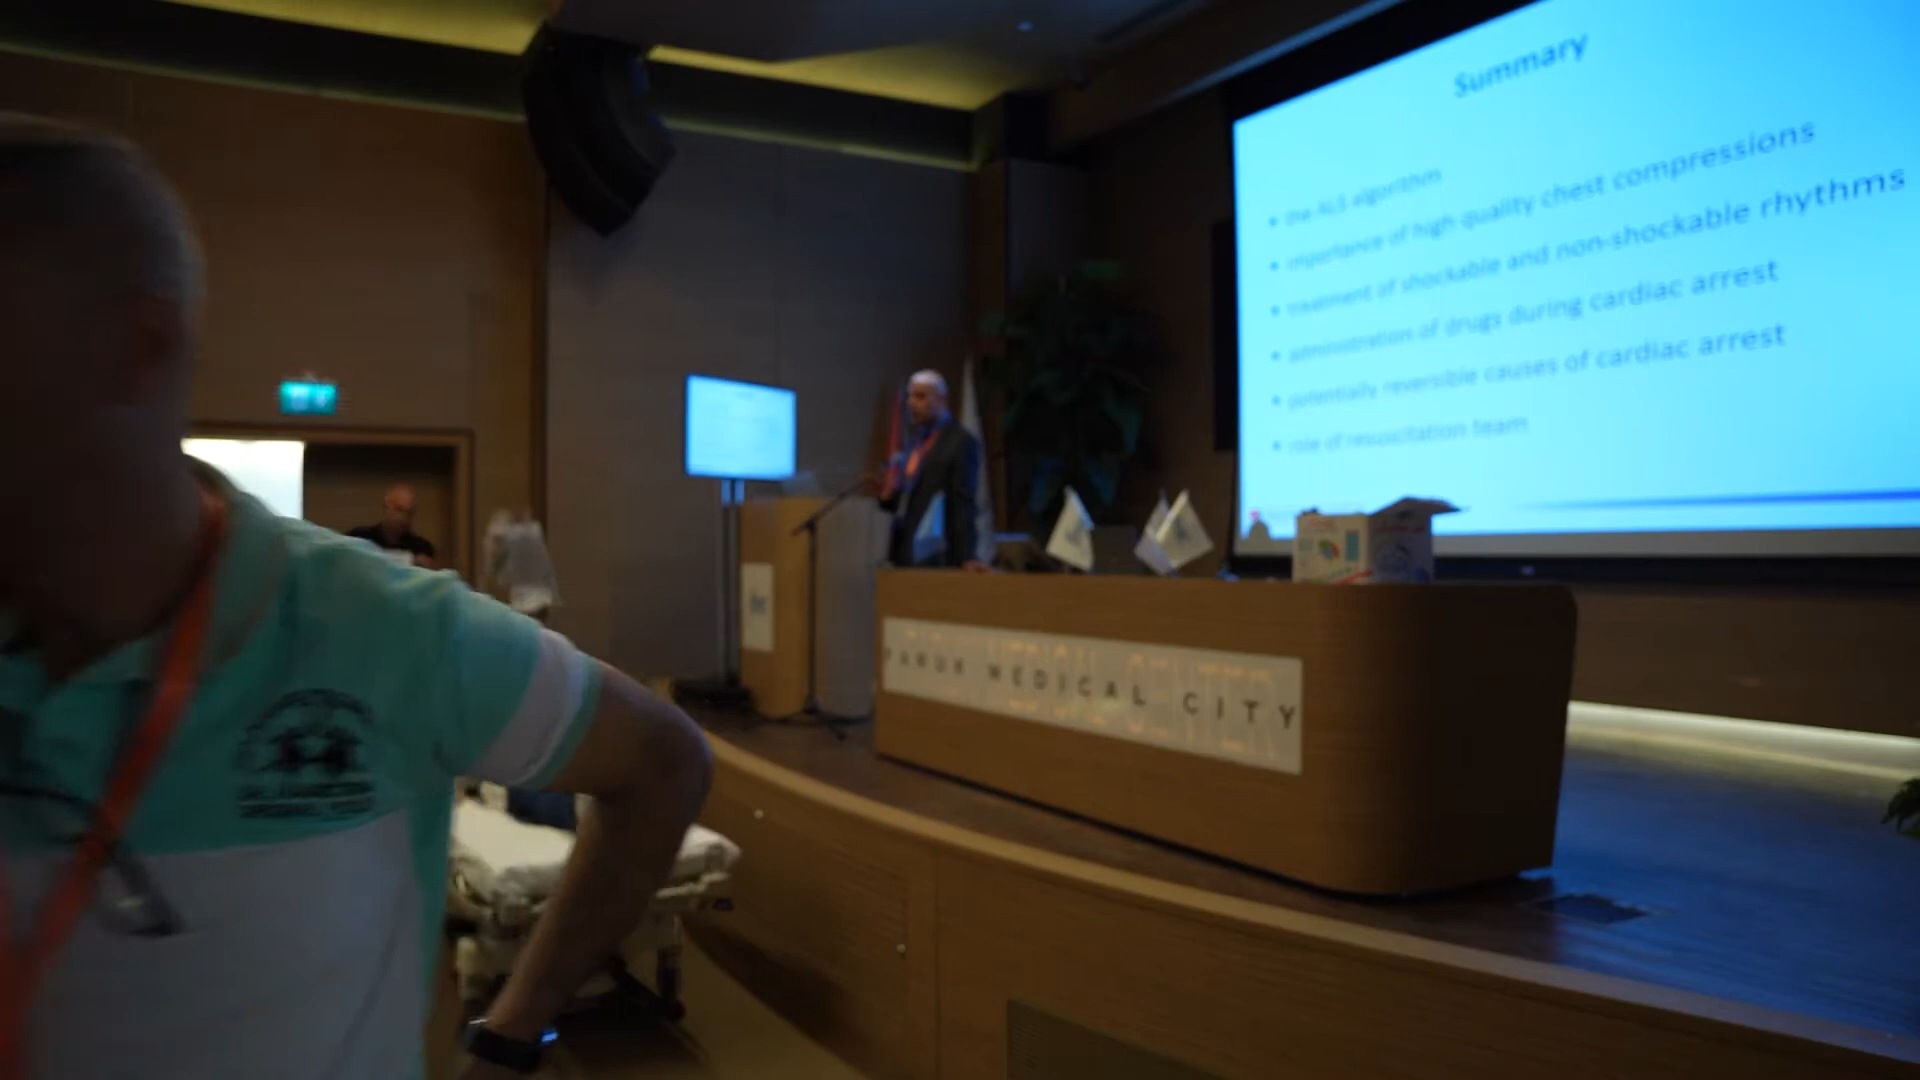 Summary
• the ALS algorithm
• importance of high quality chest compressions
• treatment of shockable and non-shockable rhythms
• administration of drugs during cardiac arrest
• potentially reversible causes of cardiac arrest
• role of resuscitation team
FARUK MEDICAL CITY